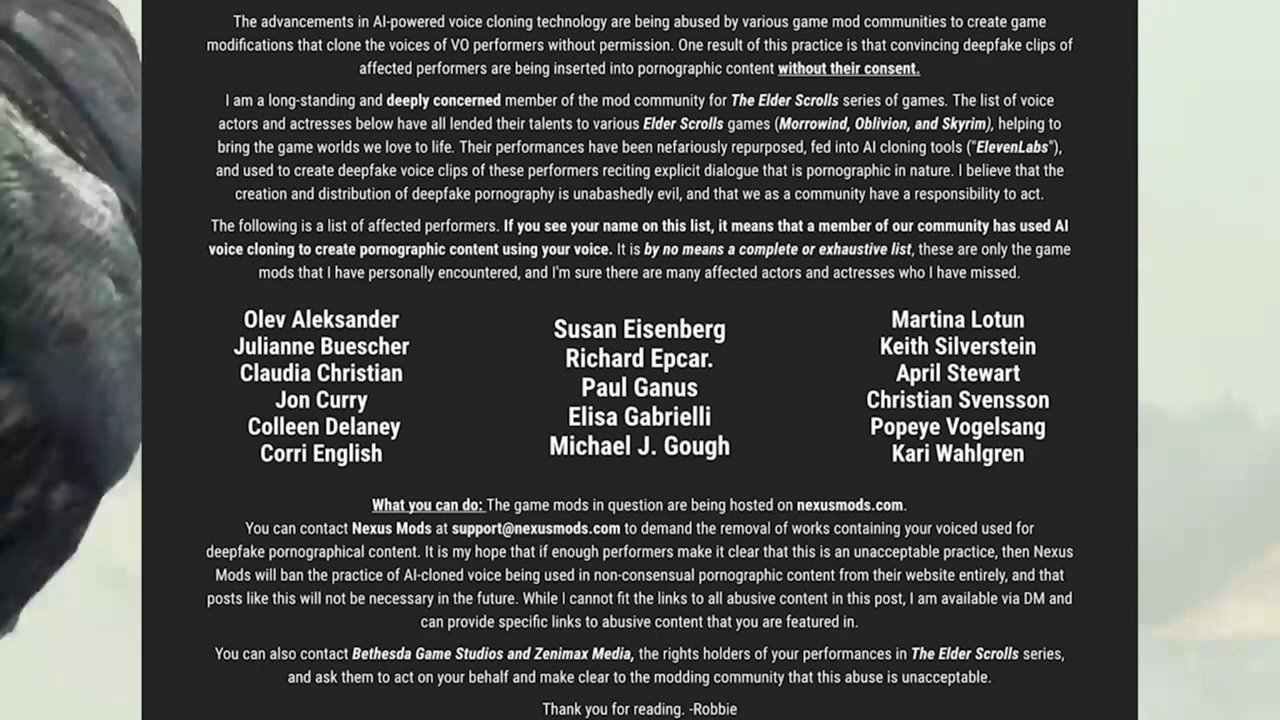 The advancements in AI-powered voice cloning technology are being abused by various game mod communities to create game
modifications that clone the voices of VO performers without permission. One result of this practice is that convincing deepfake clips of
affected performers are being inserted into pornographic content without their consent.
I am a long-standing and deeply concerned member of the mod community for The Elder Scrolls series of games. The list of voice
actors and actresses below have all lended their talents to various Elder Scrolls games (Morrowind, Oblivion, and Skyrim), helping to
bring the game worlds we love to life. Their performances have been nefariously repurposed, fed into AI cloning tools ("ElevenLabs"),
and used to create deepfake voice clips of these performers reciting explicit dialogue that is pornographic in nature. I believe that the
creation and distribution of deepfake pornography is unabashedly evil, and that we as a community have a responsibility to act.
The following is a list of affected performers. If you see your name on this list, it means that a member of our community has used AI
voice cloning to create pornographic content using your voice. It is by no means a complete or exhaustive list, these are only the game
mods that I have personally encountered, and I'm sure there are many affected actors and actresses who I have missed.
Olev Aleksander
Julianne Buescher
Claudia Christian
Jon Curry
Colleen Delaney
Corri English
Susan Eisenberg
Richard Epcar.
Paul Ganus
Elisa Gabrielli
Michael J. Gough
Martina Lotun
Keith Silverstein
April Stewart
Christian Svensson
Popeye Vogelsang
Kari Wahlgren
What you can do: The game mods in question are being hosted on nexusmods.com.
You can contact Nexus Mods at support@nexusmods.com to demand the removal of works containing your voiced used for
deepfake pornographical content. It is my hope that if enough performers make it clear that this is an unacceptable practice, then Nexus
Mods will ban the practice of AI-cloned voice being used in non-consensual pornographic content from their website entirely, and that
posts like this will not be necessary in the future. While I cannot fit the links to all abusive content in this post, I am available via DM and
can provide specific links to abusive content that you are featured in.
You can also contact Bethesda Game Studios and Zenimax Media, the rights holders of your performances in The Elder Scrolls series,
and ask them to act on your behalf and make clear to the modding community that this abuse is unacceptable.
Thank you for reading. -Robbie